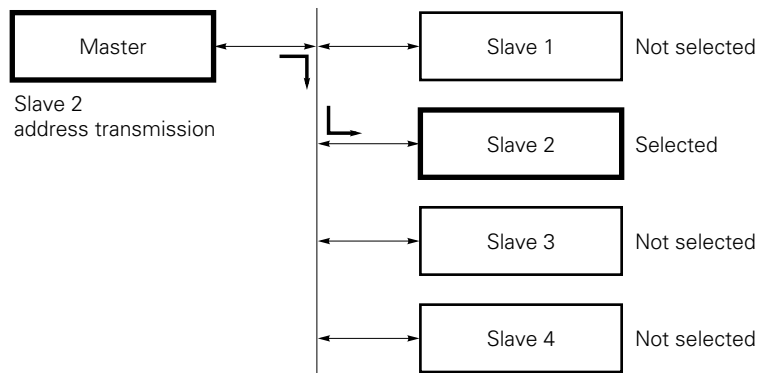 Master
Slave 2
address transmission
Slave 1
Not selected
Slave 2
Selected
Slave 3
Not selected
Slave 4
Not selected